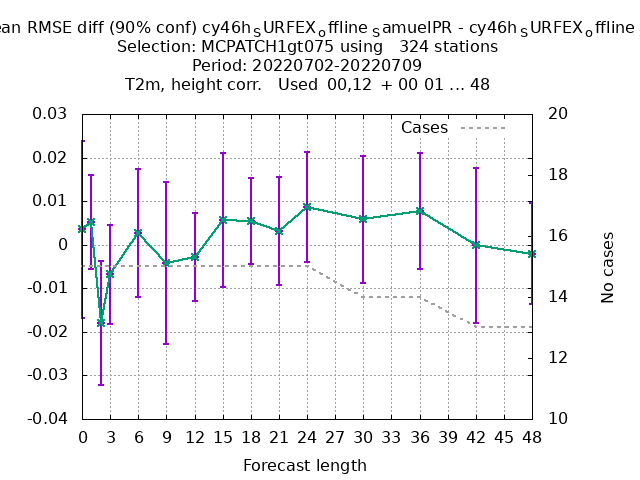 ean RMSE diff (90% conf) cy46hSURFEXoffline samuelPR - cy46hSURFEXoffline
Selection: MCPATCH1gt075 using 324 stations
Period: 20220702-20220709
T2m, height corr. Used 00,12 + 00 01 ... 48
Cases
0.03
0.02
0.01
0
-0.01
-0.02
-0.03
-0.04
20
18
16
14
12
10
No cases
0 3 6 9 12 15 18 21 24 27 30 33 36 39 42 45 48
Forecast length